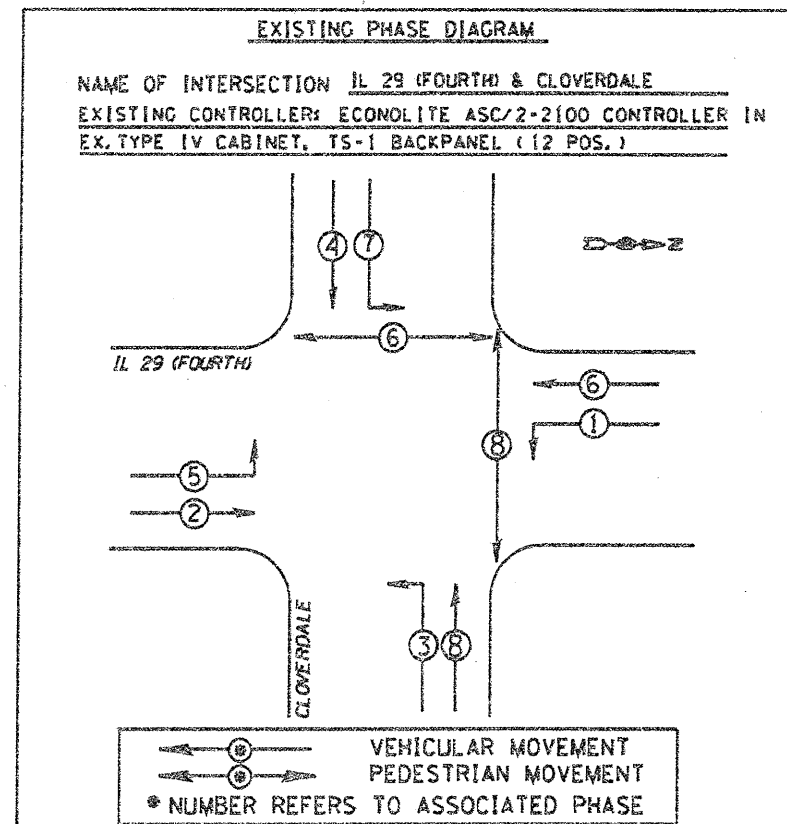 EXISTING PHASE DIAGRAM
NAME OF INTERSECTION IL 29 (FOURTH) & CLOVERDALE
EXISTING CONTROLLER: ECONOLITE ASC/2-2100 CONTROLLER IN
EX. TYPE IV CABINET, TS-1 BACKPANEL (12 POS.)
4 7
N
6
IL 29 (FOURTH)
6
1
8
5
2
3 8
CLOVERDALE
VEHICULAR MOVEMENT
PEDESTRIAN MOVEMENT
* NUMBER REFERS TO ASSOCIATED PHASE